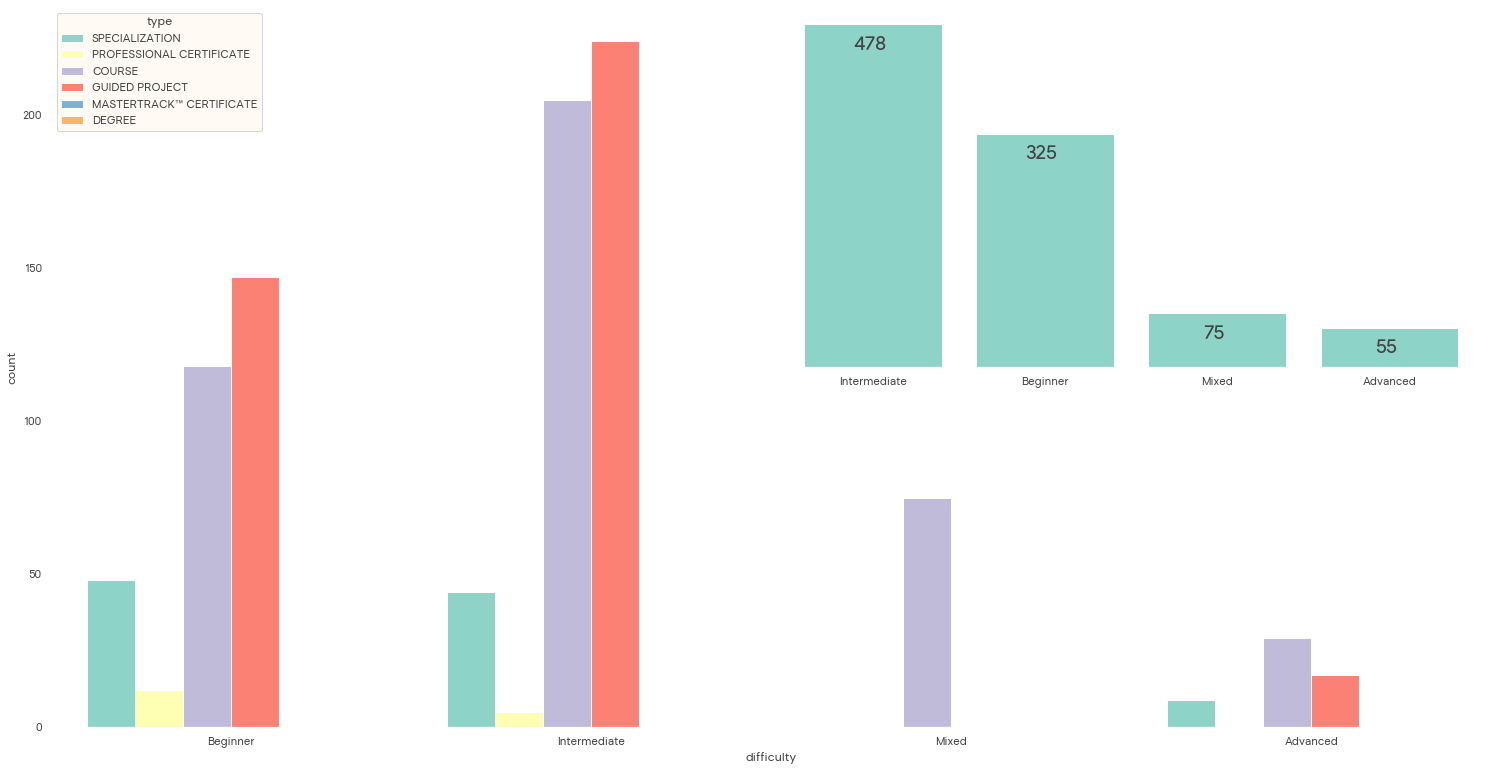 type
SPECIALIZATION
PROFESSIONAL CERTIFICATE
COURSE
GUIDED PROJECT
MASTERTRACK™ CERTIFICATE
DEGREE
count
200
150
100
50
0
Beginner
Intermediate
Mixed
Advanced
difficulty
478
325
75
55
Intermediate
Beginner
Mixed
Advanced